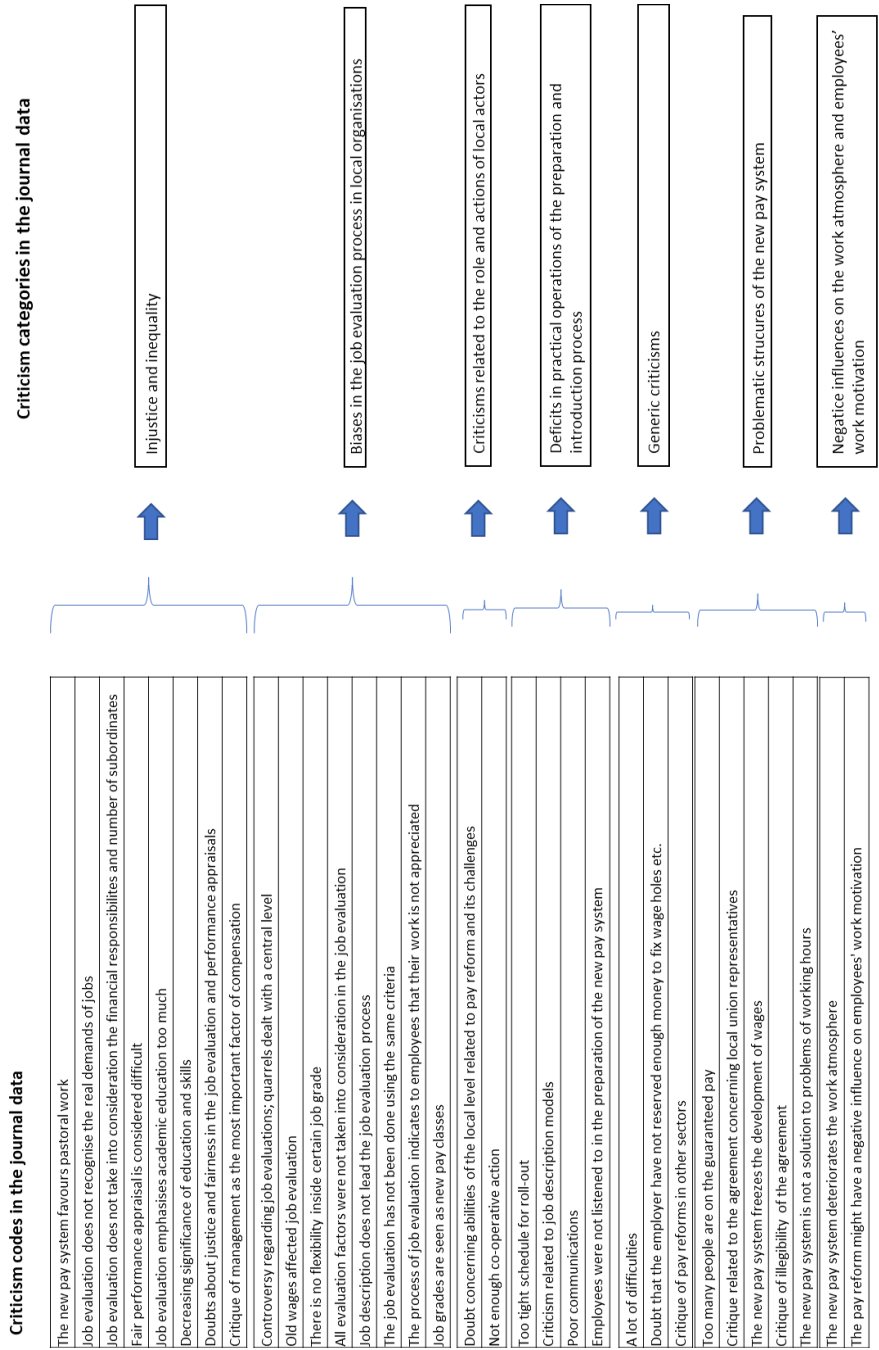 Criticism codes in the journal data
Criticism categories in the journal data
The new pay system favours pastoral work
Job evaluation does not recognise the real demands of jobs
Job evaluation does not take into consideration the financial responsibilites and number of subordinates
Fair performance appraisal is considered difficult
Job evaluation emphasises academic education too much
Decreasing significance of education and skills
Doubts about justice and fairness in the job evaluation and performance appraisals
Critique of management as the most important factor of compensation
Injustice and inequality
Controversy regarding job evaluations; quarrels dealt with a central level
Old wages affected job evaluation
There is no flexibility inside certain job grade
All evaluation factors were not taken into consideration in the job evaluation
Job description does not lead the job evaluation process
The job evaluation has not been done using the same criteria
The process of job evaluation indicates to employees that their work is not appreciated
Job grades are seen as new pay classes
Biases in the job evaluation process in local organisations
Doubt concerning abilities of the local level related to pay reform and its challenges
Not enough co-operative action
Criticisms related to the role and actions of local actors
Too tight schedule for roll-out
Criticism related to job description models
Poor communications
Employees were not listened to in the preparation of the new pay system
Deficits in practical operations of the preparation and
introduction process
A lot of difficulties
Doubt that the employer have not reserved enough money to fix wage holes etc.
Critique of pay reforms in other sectors
Generic criticisms
Too many people are on the guaranteed pay
Critique related to the agreement concerning local union representatives
The new pay system freezes the development of wages
Critique of illegibility of the agreement
The new pay system is not a solution to problems of working hours
Problematic strucures of the new pay system
The new pay system deteriorates the work atmosphere
The pay reform might have a negative influence on employees' work motivation
Negatice influences on the work atmosphere and employees'
work motivation